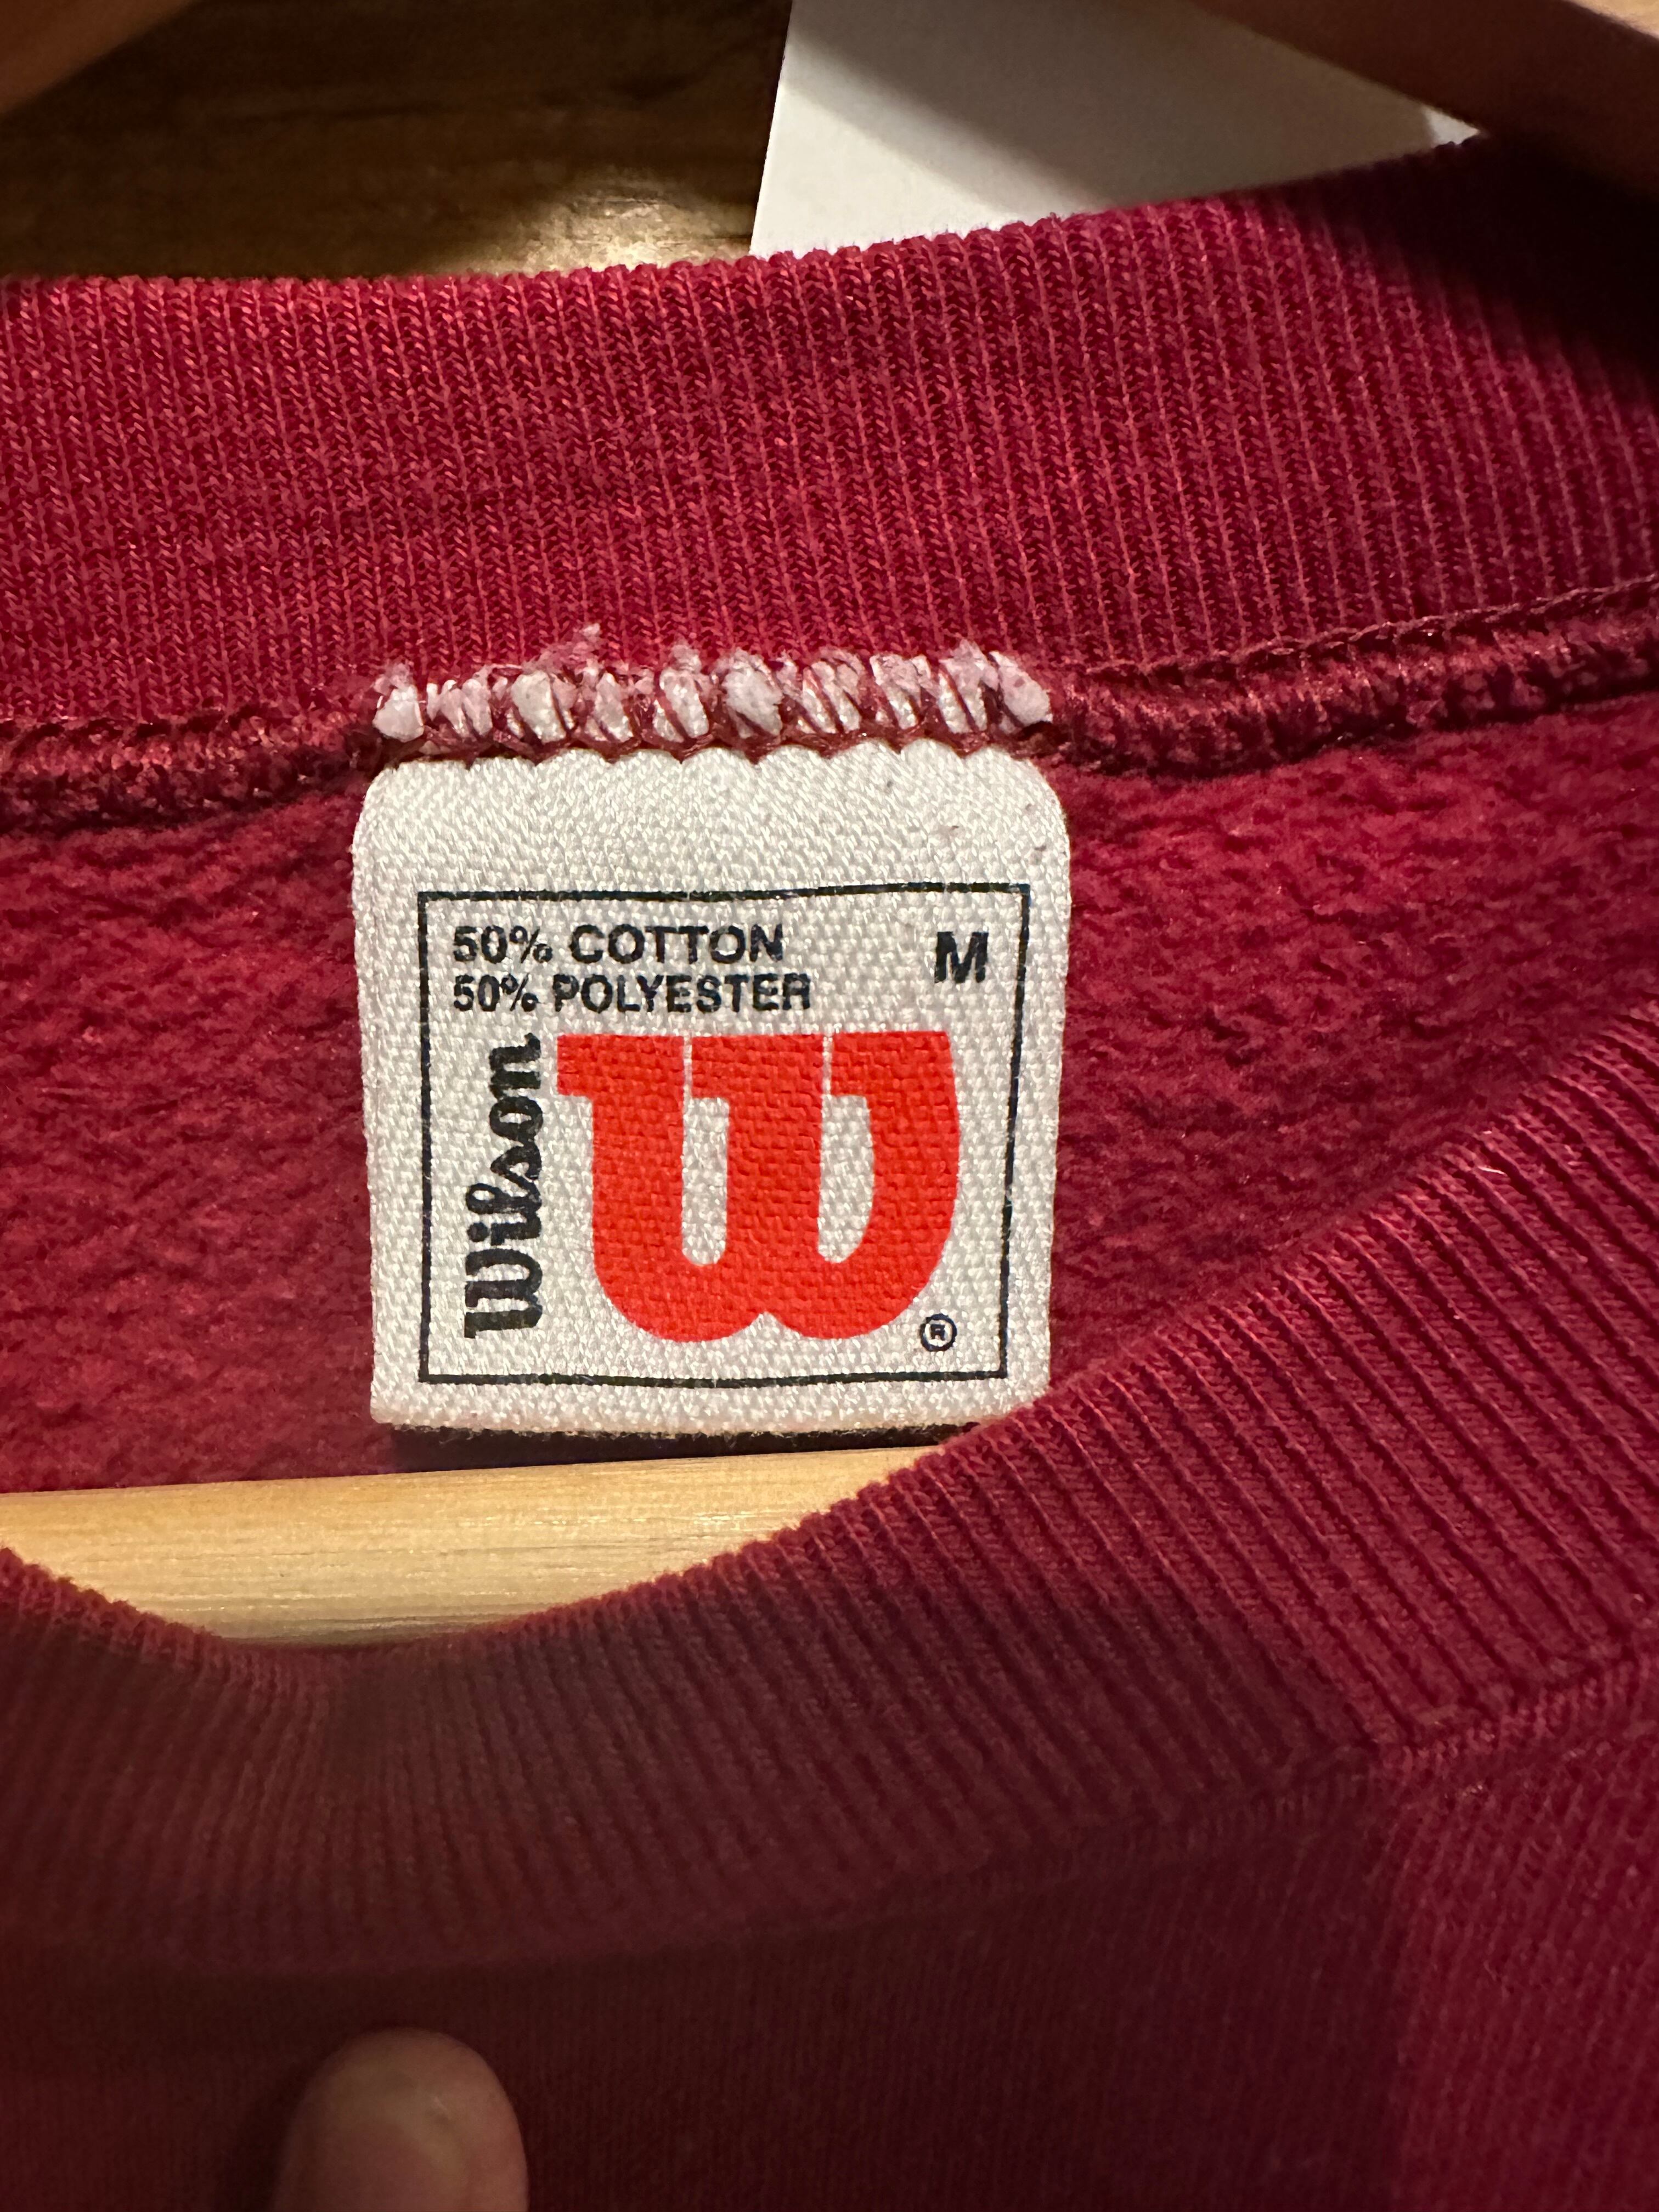 50% COTTON M
50% POLYESTER
Wilson
W
®